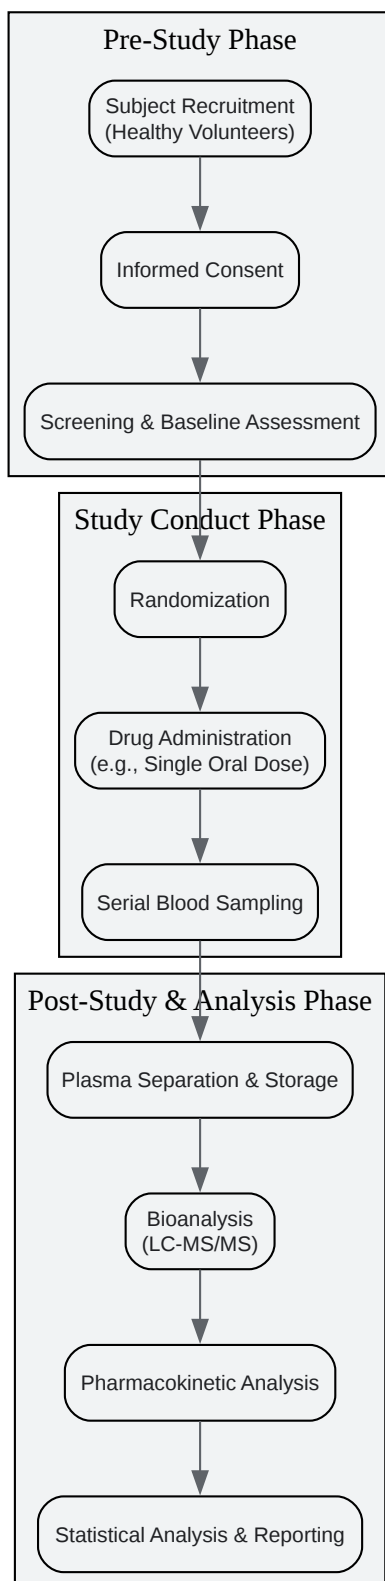 Pre-Study Phase
Subject Recruitment
(Healthy Volunteers)
Informed Consent
Screening & Baseline Assessment
Study Conduct Phase
Randomization
Drug Administration
(e.g., Single Oral Dose)
Serial Blood Sampling
Post-Study & Analysis Phase
Plasma Separation & Storage
Bioanalysis
(LC-MS/MS)
Pharmacokinetic Analysis
Statistical Analysis & Reporting